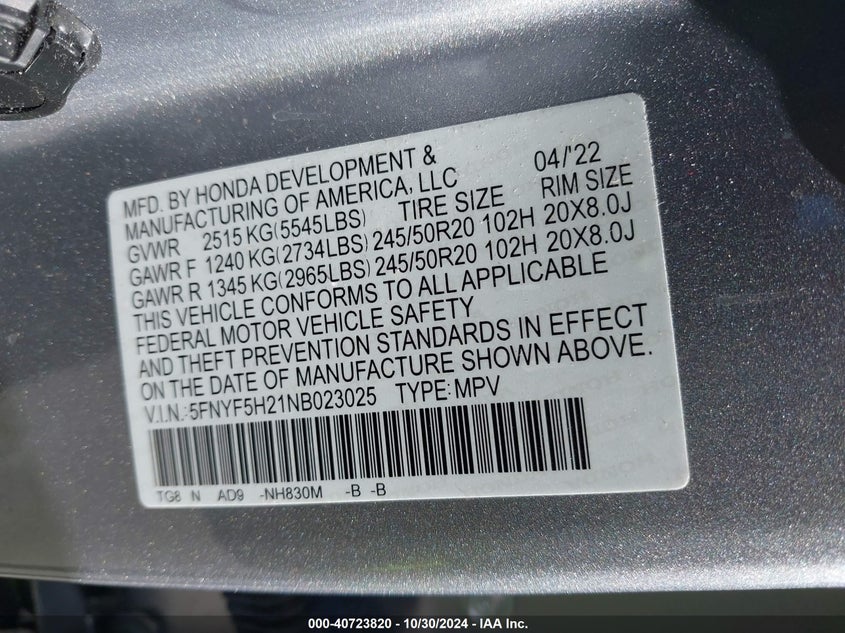 MFD. BY HONDA DEVELOPMENT & 04/'22
MANUFACTURING OF AMERICA, LLC
GVWR 2515 KG(5545LBS) TIRE SIZE RIM SIZE
GAWR F 1240 KG(2734LBS) 245/50R20 102H 20X8.0J
GAWR R 1345 KG(2965LBS) 245/50R20 102H 20X8.0J
THIS VEHICLE CONFORMS TO ALL APPLICABLE
FEDERAL MOTOR VEHICLE SAFETY
AND THEFT PREVENTION STANDARDS IN EFFECT
ON THE DATE OF MANUFACTURE SHOWN ABOVE.
V.I.N.:5FNYF5H21NB023025 TYPE:MPV
TG8 N AD9 -NH830M -B -B
000-40723820 - 10/30/2024 - IAA Inc.